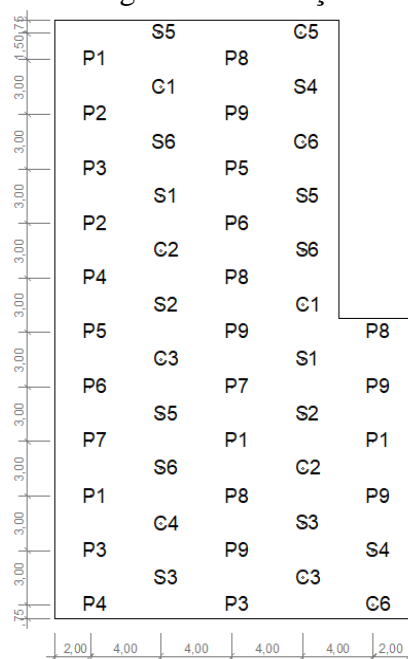 ,75
S5 C5
1,50
P1 P8
3,00 C1 S4
P2 P9
3,00 S6 C6
P3 P5
3,00 S1 S5
P2 P6
3,00 C2 S6
P4 P8
3,00 S2 C1
P5 P9 P8
3,00 C3 S1
P6 P7 P9
3,00 S5 S2
P7 P1 P1
3,00 S6 C2
P1 P8 P9
3,00 C4 S3
P3 P9 S4
3,00 S3 C3
P4 P3 C6
,75
2,00 4,00 4,00 4,00 4,00 2,00